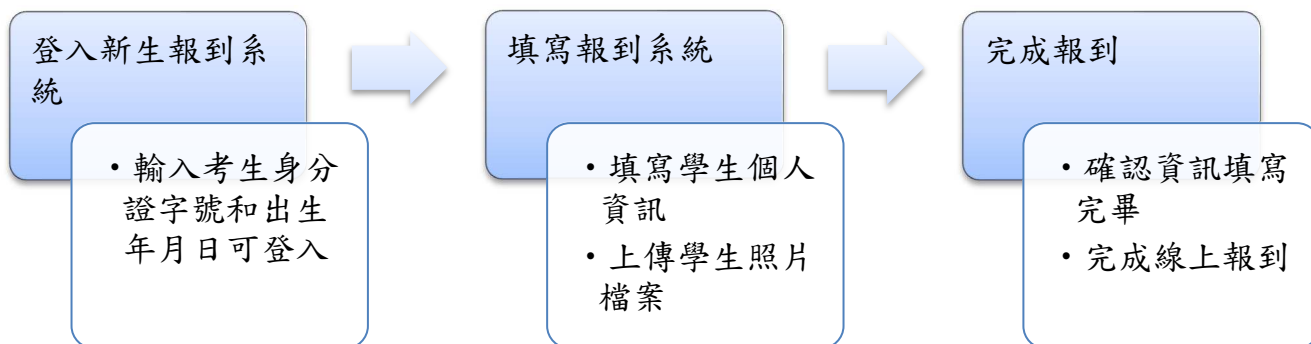 登入新生報到系
統
• 輸入考生身分
證字號和出生
年月日可登入
填寫報到系統
• 填寫學生個人
資訊
• 上傳學生照片
檔案
完成報到
• 確認資訊填寫
完畢
• 完成線上報到